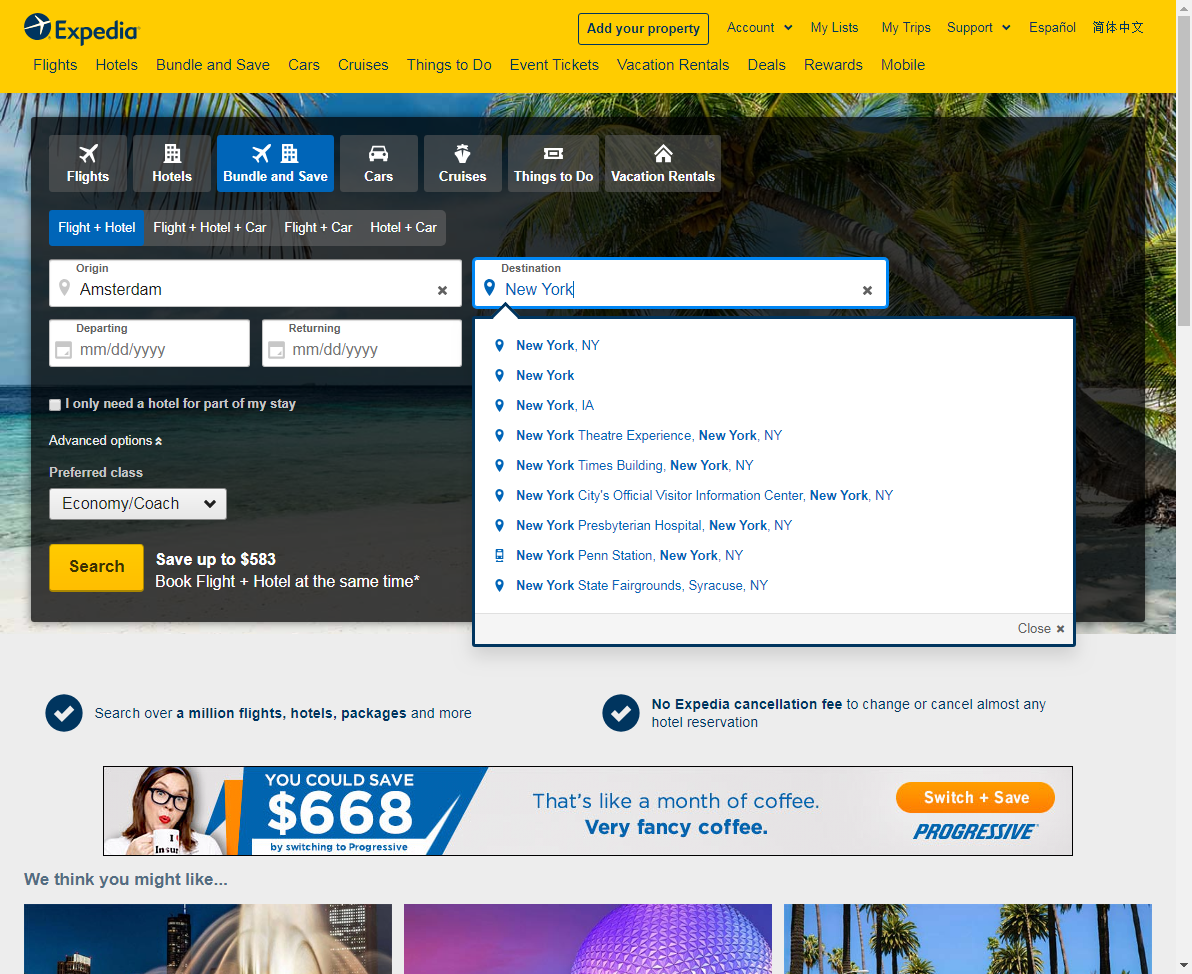 Expedia
Add your property
Account
My Lists
My Trips
Support
Español
简体中文
Flights
Hotels
Bundle and Save
Cars
Cruises
Things to Do
Event Tickets
Vacation Rentals
Deals
Rewards
Mobile
Flights
Hotels
Bundle and Save
Cars
Cruises
Things to Do
Vacation Rentals
Flight + Hotel
Flight + Hotel + Car
Flight + Car
Hotel + Car
Origin
Amsterdam
Destination
New York
Departing
mm/dd/yyyy
Returning
mm/dd/yyyy
New York, NY
New York
New York, IA
New York Theatre Experience, New York, NY
New York Times Building, New York, NY
New York City's Official Visitor Information Center, New York, NY
New York Presbyterian Hospital, New York, NY
New York Penn Station, New York, NY
New York State Fairgrounds, Syracuse, NY
Close
I only need a hotel for part of my stay
Advanced options
Preferred class
Economy/Coach
Search
Save up to $583
Book Flight + Hotel at the same time*
Search over a million flights, hotels, packages and more
No Expedia cancellation fee to change or cancel almost any
hotel reservation
YOU COULD SAVE
$668
by switching to Progressive
That's like a month of coffee.
Very fancy coffee.
Switch + Save
PROGRESSIVE
We think you might like...